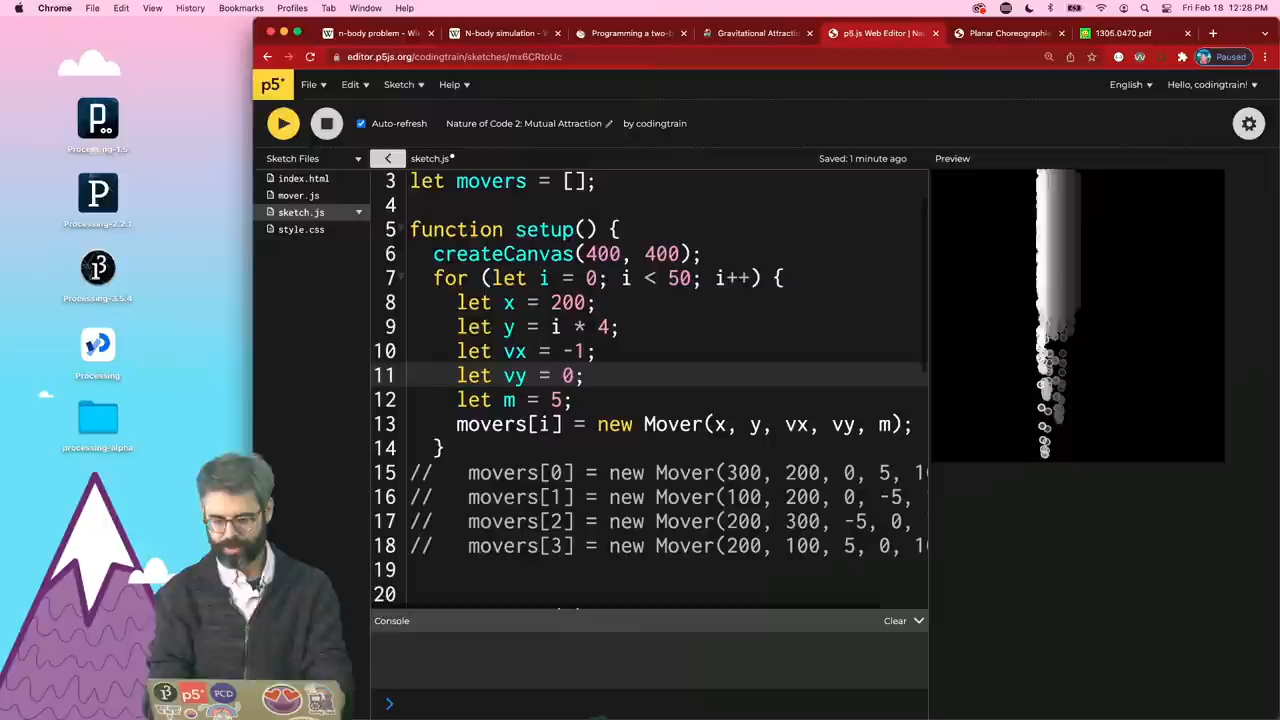 Chrome File Edit View History Bookmarks Profiles Tab Window Help Fri Feb 18 12:28 PM
n-body problem - Wik
N-body simulation - W
Programming a two-b
Gravitational Attractio
p5.js Web Editor | Nat
Planar Choreographie
1305.0470.pdf
editor.p5js.org/codingtrain/sketches/mx6CRtoUc
Paused
p5* File Edit Sketch Help English Hello, codingtrain!
Auto-refresh Nature of Code 2: Mutual Attraction by codingtrain
Sketch Files sketch.js Saved: 1 minute ago Preview
index.html
mover.js
sketch.js
style.css
3 let movers = [];
4
5 function setup() {
6 createCanvas(400, 400);
7 for (let i = 0; i < 50; i++) {
8 let x = 200;
9 let y = i * 4;
10 let vx = -1;
11 let vy = 0;
12 let m = 5;
13 movers[i] = new Mover(x, y, vx, vy, m);
14 }
15 // movers[0] = new Mover(300, 200, 0, 5, 1
16 // movers[1] = new Mover(100, 200, 0, -5,
17 // movers[2] = new Mover(200, 300, -5, 0,
18 // movers[3] = new Mover(200, 100, 5, 0, 1
19
20
Console Clear
Processing-1.5
Processing-2.2.1
Processing-3.5.4
Processing
processing-alpha
p5*
PCD